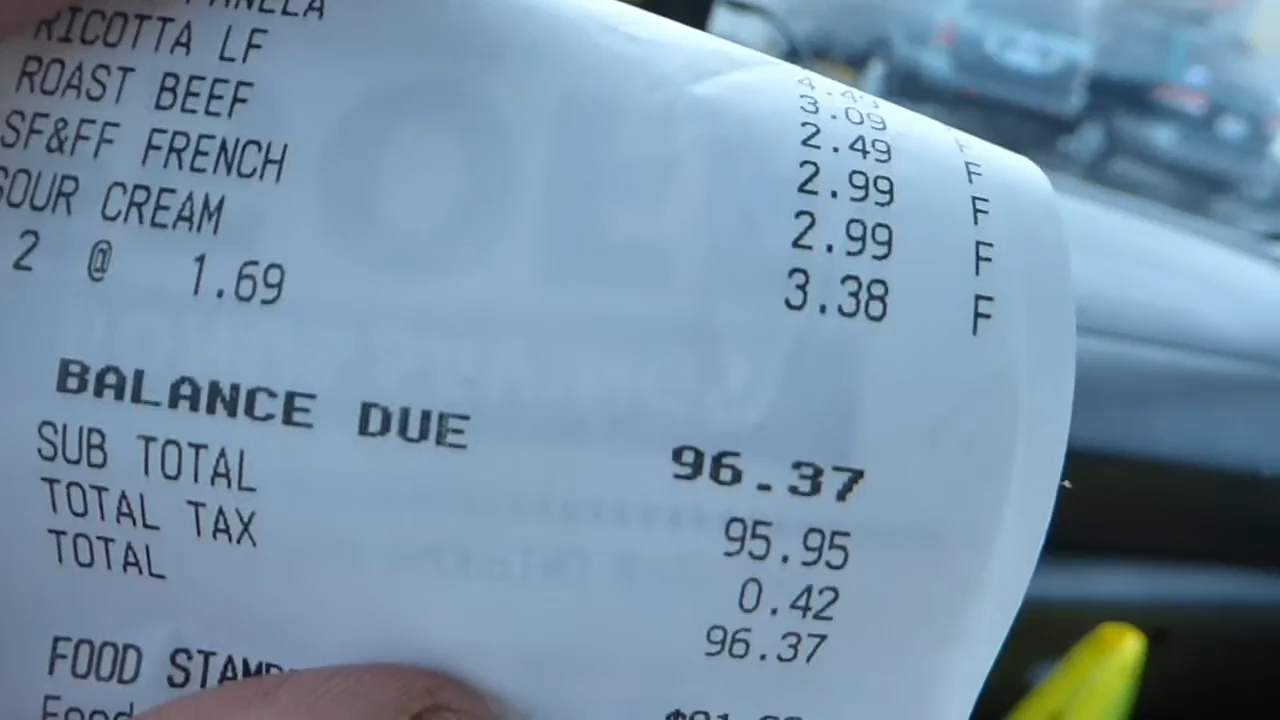 3.09
RICOTTA LF 2.49 F
ROAST BEEF 2.99 F
SF&FF FRENCH 2.99 F
SOUR CREAM 3.38 F
2 @ 1.69
BALANCE DUE 96.37
SUB TOTAL 95.95
TOTAL TAX 0.42
TOTAL 96.37
FOOD
Food